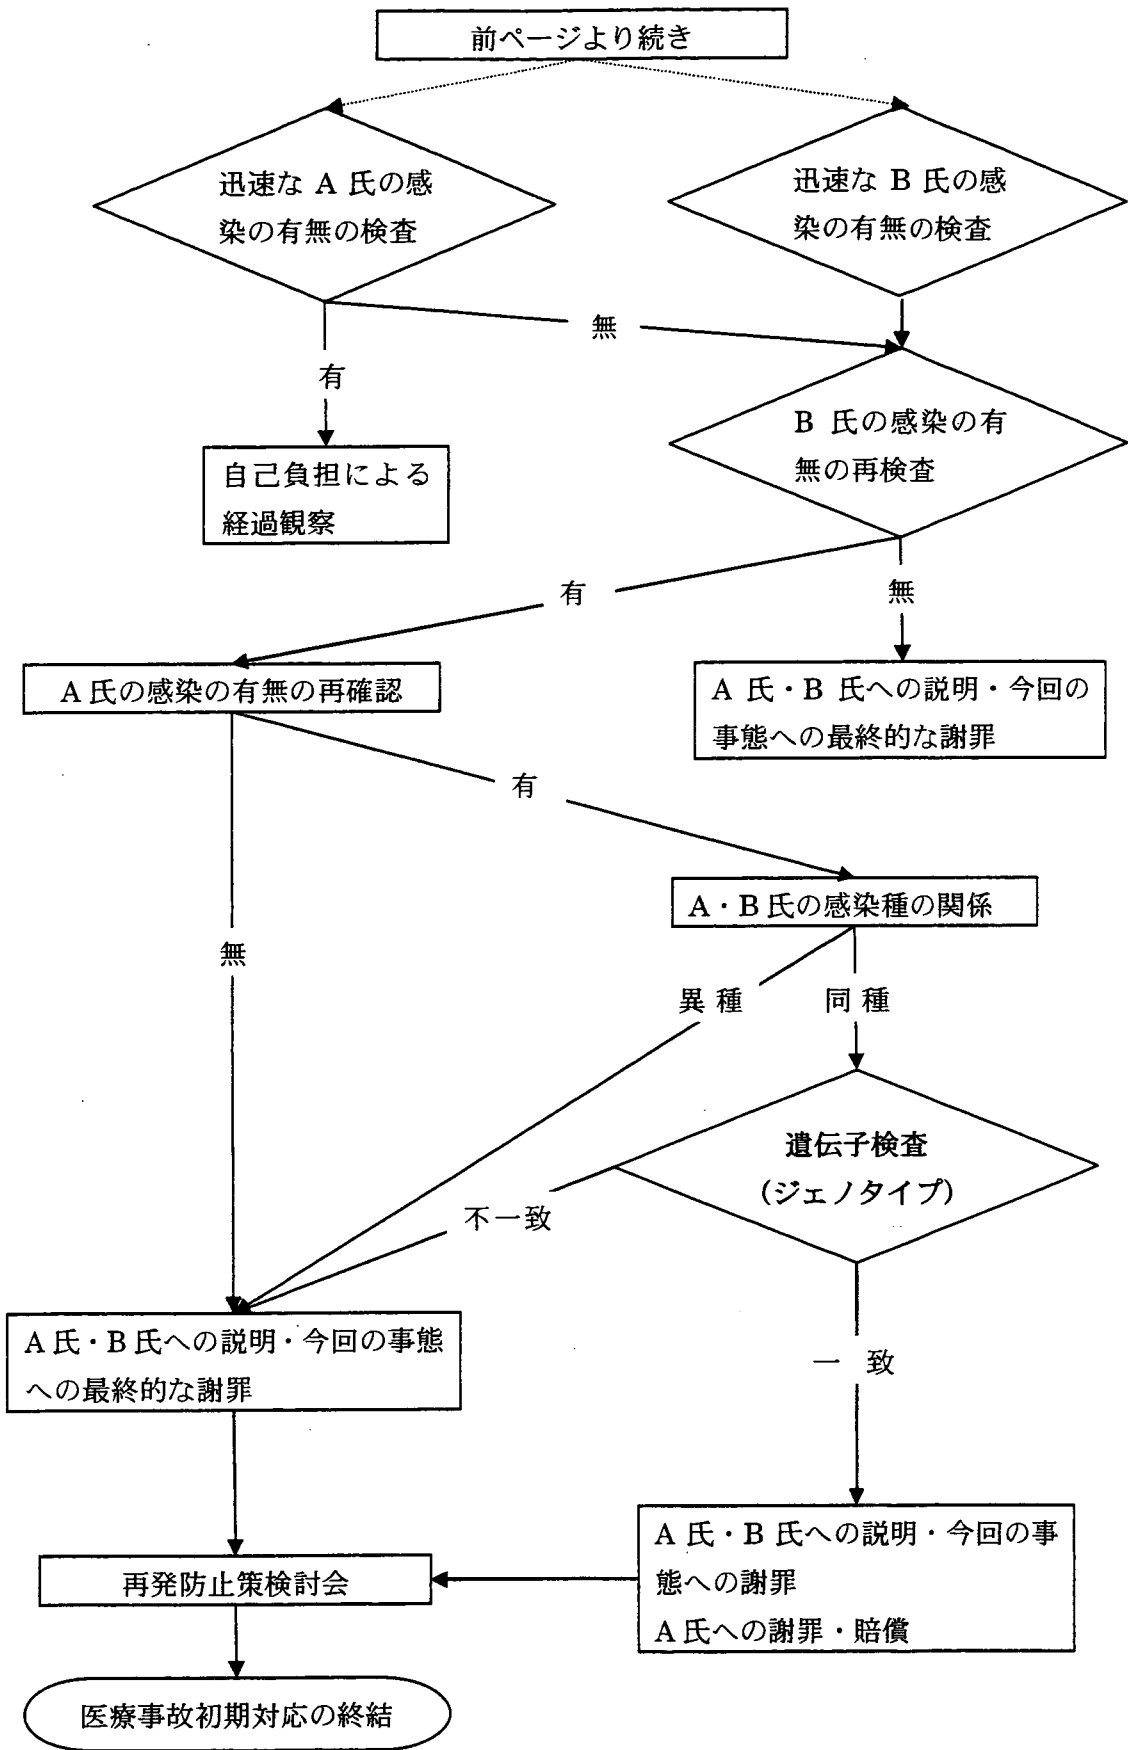 前ページより続き
迅速な A 氏の感
染の有無の検査
迅速な B 氏の感
染の有無の検査
無
有
B 氏の感染の有
無の再検査
自己負担による
経過観察
有
無
A 氏の感染の有無の再確認
A 氏・B 氏への説明・今回の
事態への最終的な謝罪
有
A・B 氏の感染種の関係
無
異 種
同 種
遺伝子検査
(ジェノタイプ)
不一致
A 氏・B 氏への説明・今回の事態
への最終的な謝罪
一 致
A 氏・B 氏への説明・今回の事
態への謝罪
A 氏への謝罪・賠償
再発防止策検討会
医療事故初期対応の終結